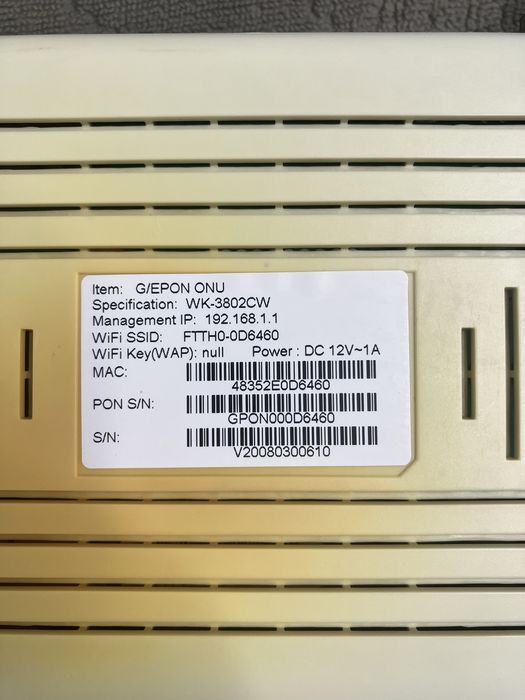 Item: G/EPON ONU
Specification: WK-3802CW
Management IP: 192.168.1.1
WiFi SSID: FTTH0-0D6460
WiFi Key(WAP): null Power : DC 12V~1A
MAC:
48352E0D6460
PON S/N:
GPON000D6460
S/N:
V20080300610